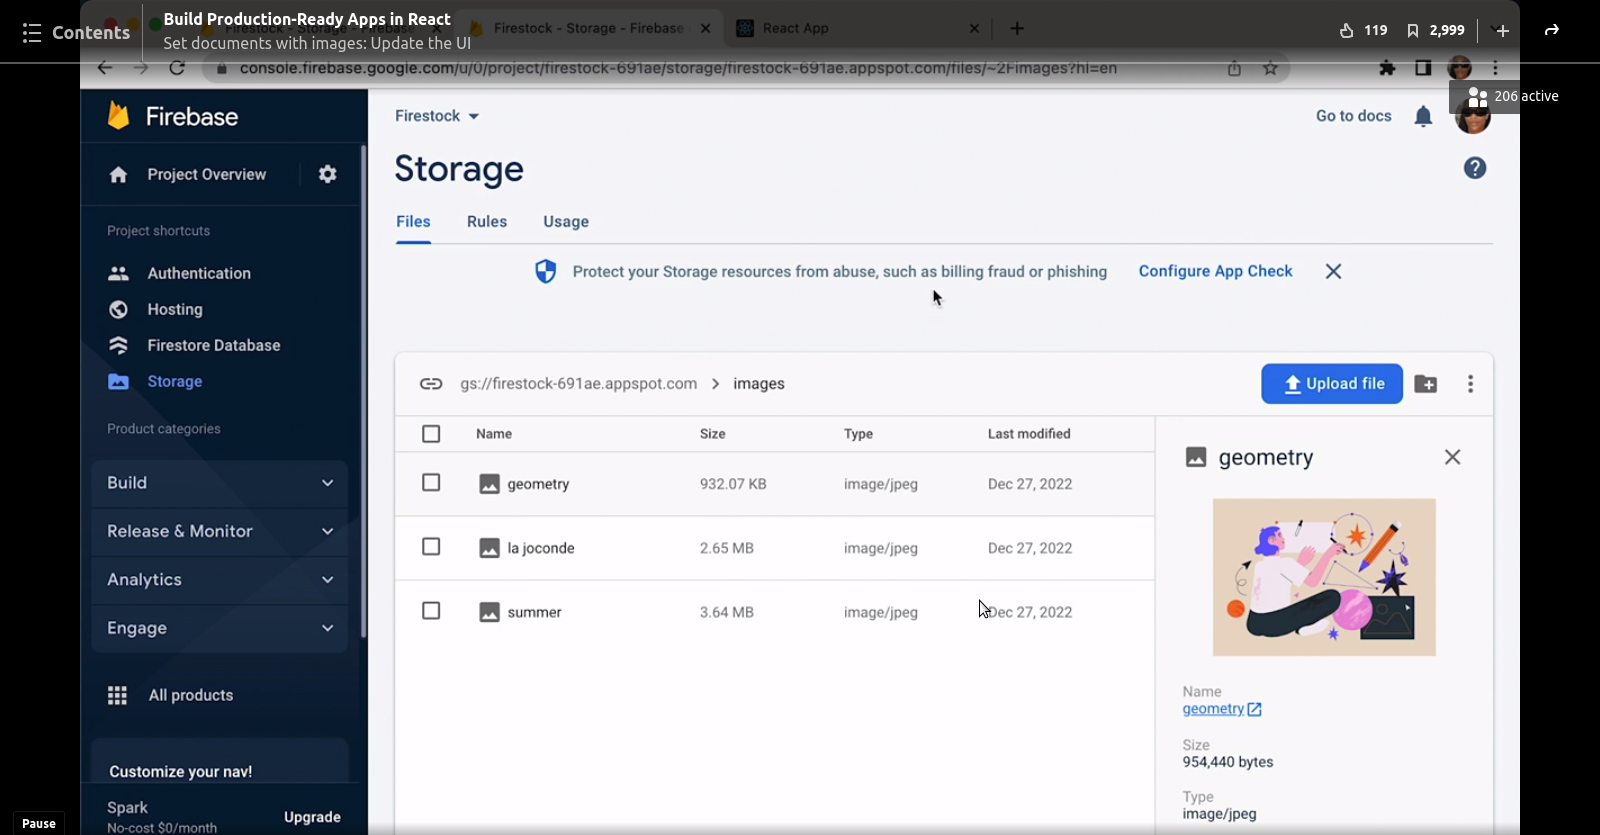 Contents
Build Production-Ready Apps in React
Set documents with images: Update the UI
119
2,999
Firestock - Storage - Firebase
Firestock - Storage - Firebase
React App
206 active
console.firebase.google.com/u/0/project/firestock-691ae/storage/firestock-691ae.appspot.com/files/~2Fimages?hl=en
Firebase
Project Overview
Project shortcuts
Authentication
Hosting
Firestore Database
Storage
Product categories
Build
Release & Monitor
Analytics
Engage
All products
Customize your nav!
Spark
No-cost $0/month
Upgrade
Pause
Firestock
Go to docs
Storage
Files Rules Usage
Protect your Storage resources from abuse, such as billing fraud or phishing Configure App Check
gs://firestock-691ae.appspot.com > images
Upload file
Name Size Type Last modified
geometry 932.07 KB image/jpeg Dec 27, 2022
la joconde 2.65 MB image/jpeg Dec 27, 2022
summer 3.64 MB image/jpeg Dec 27, 2022
geometry
Name
geometry
Size
954,440 bytes
Type
image/jpeg